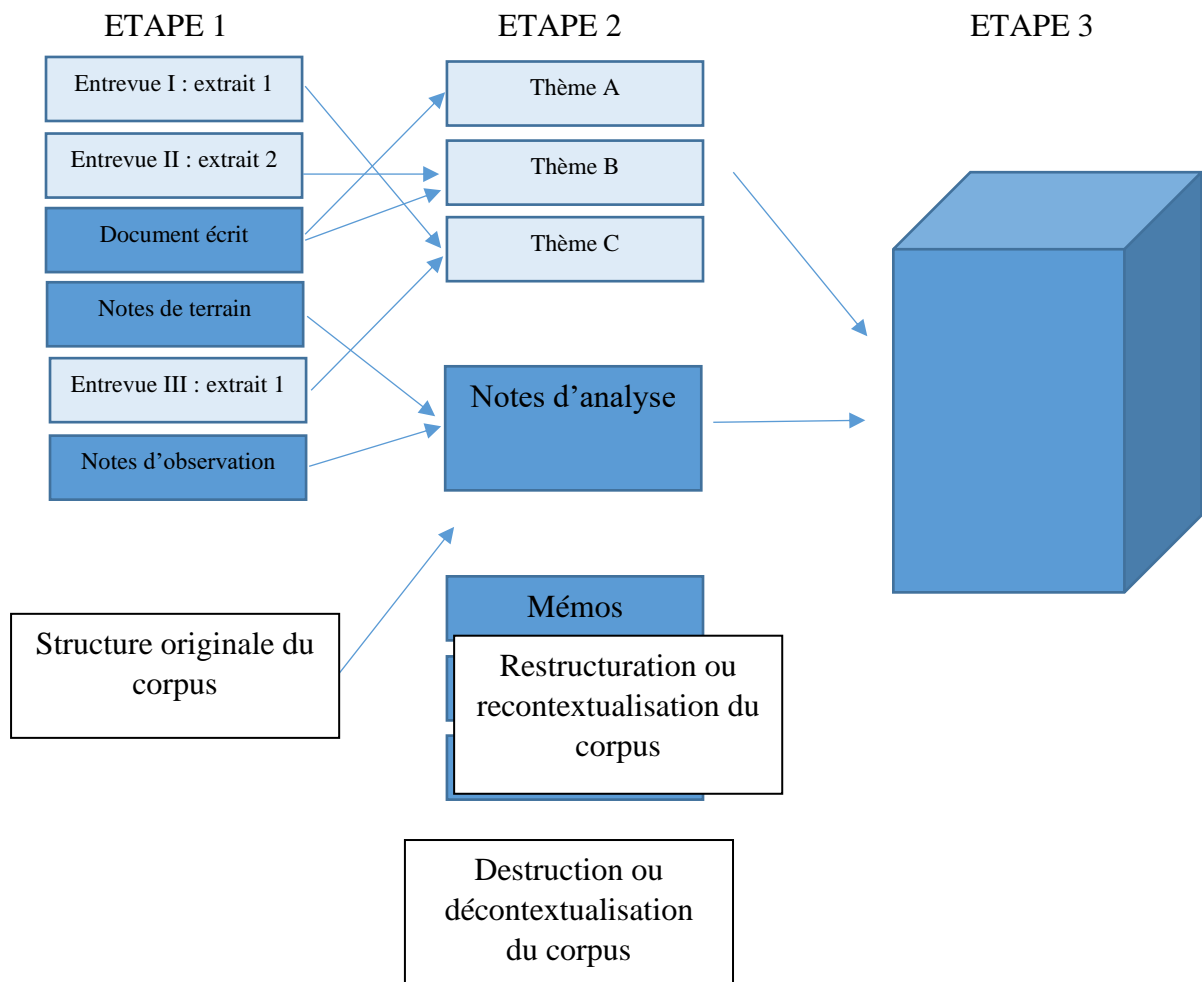 ETAPE 1
ETAPE 2
ETAPE 3
Entrevue I : extrait 1
Entrevue II : extrait 2
Document écrit
Notes de terrain
Entrevue III : extrait 1
Notes d’observation
Thème A
Thème B
Thème C
Notes d’analyse
Mémos
Structure originale du
corpus
Restructuration ou
recontextualisation du
corpus
Destruction ou
décontextualisation
du corpus